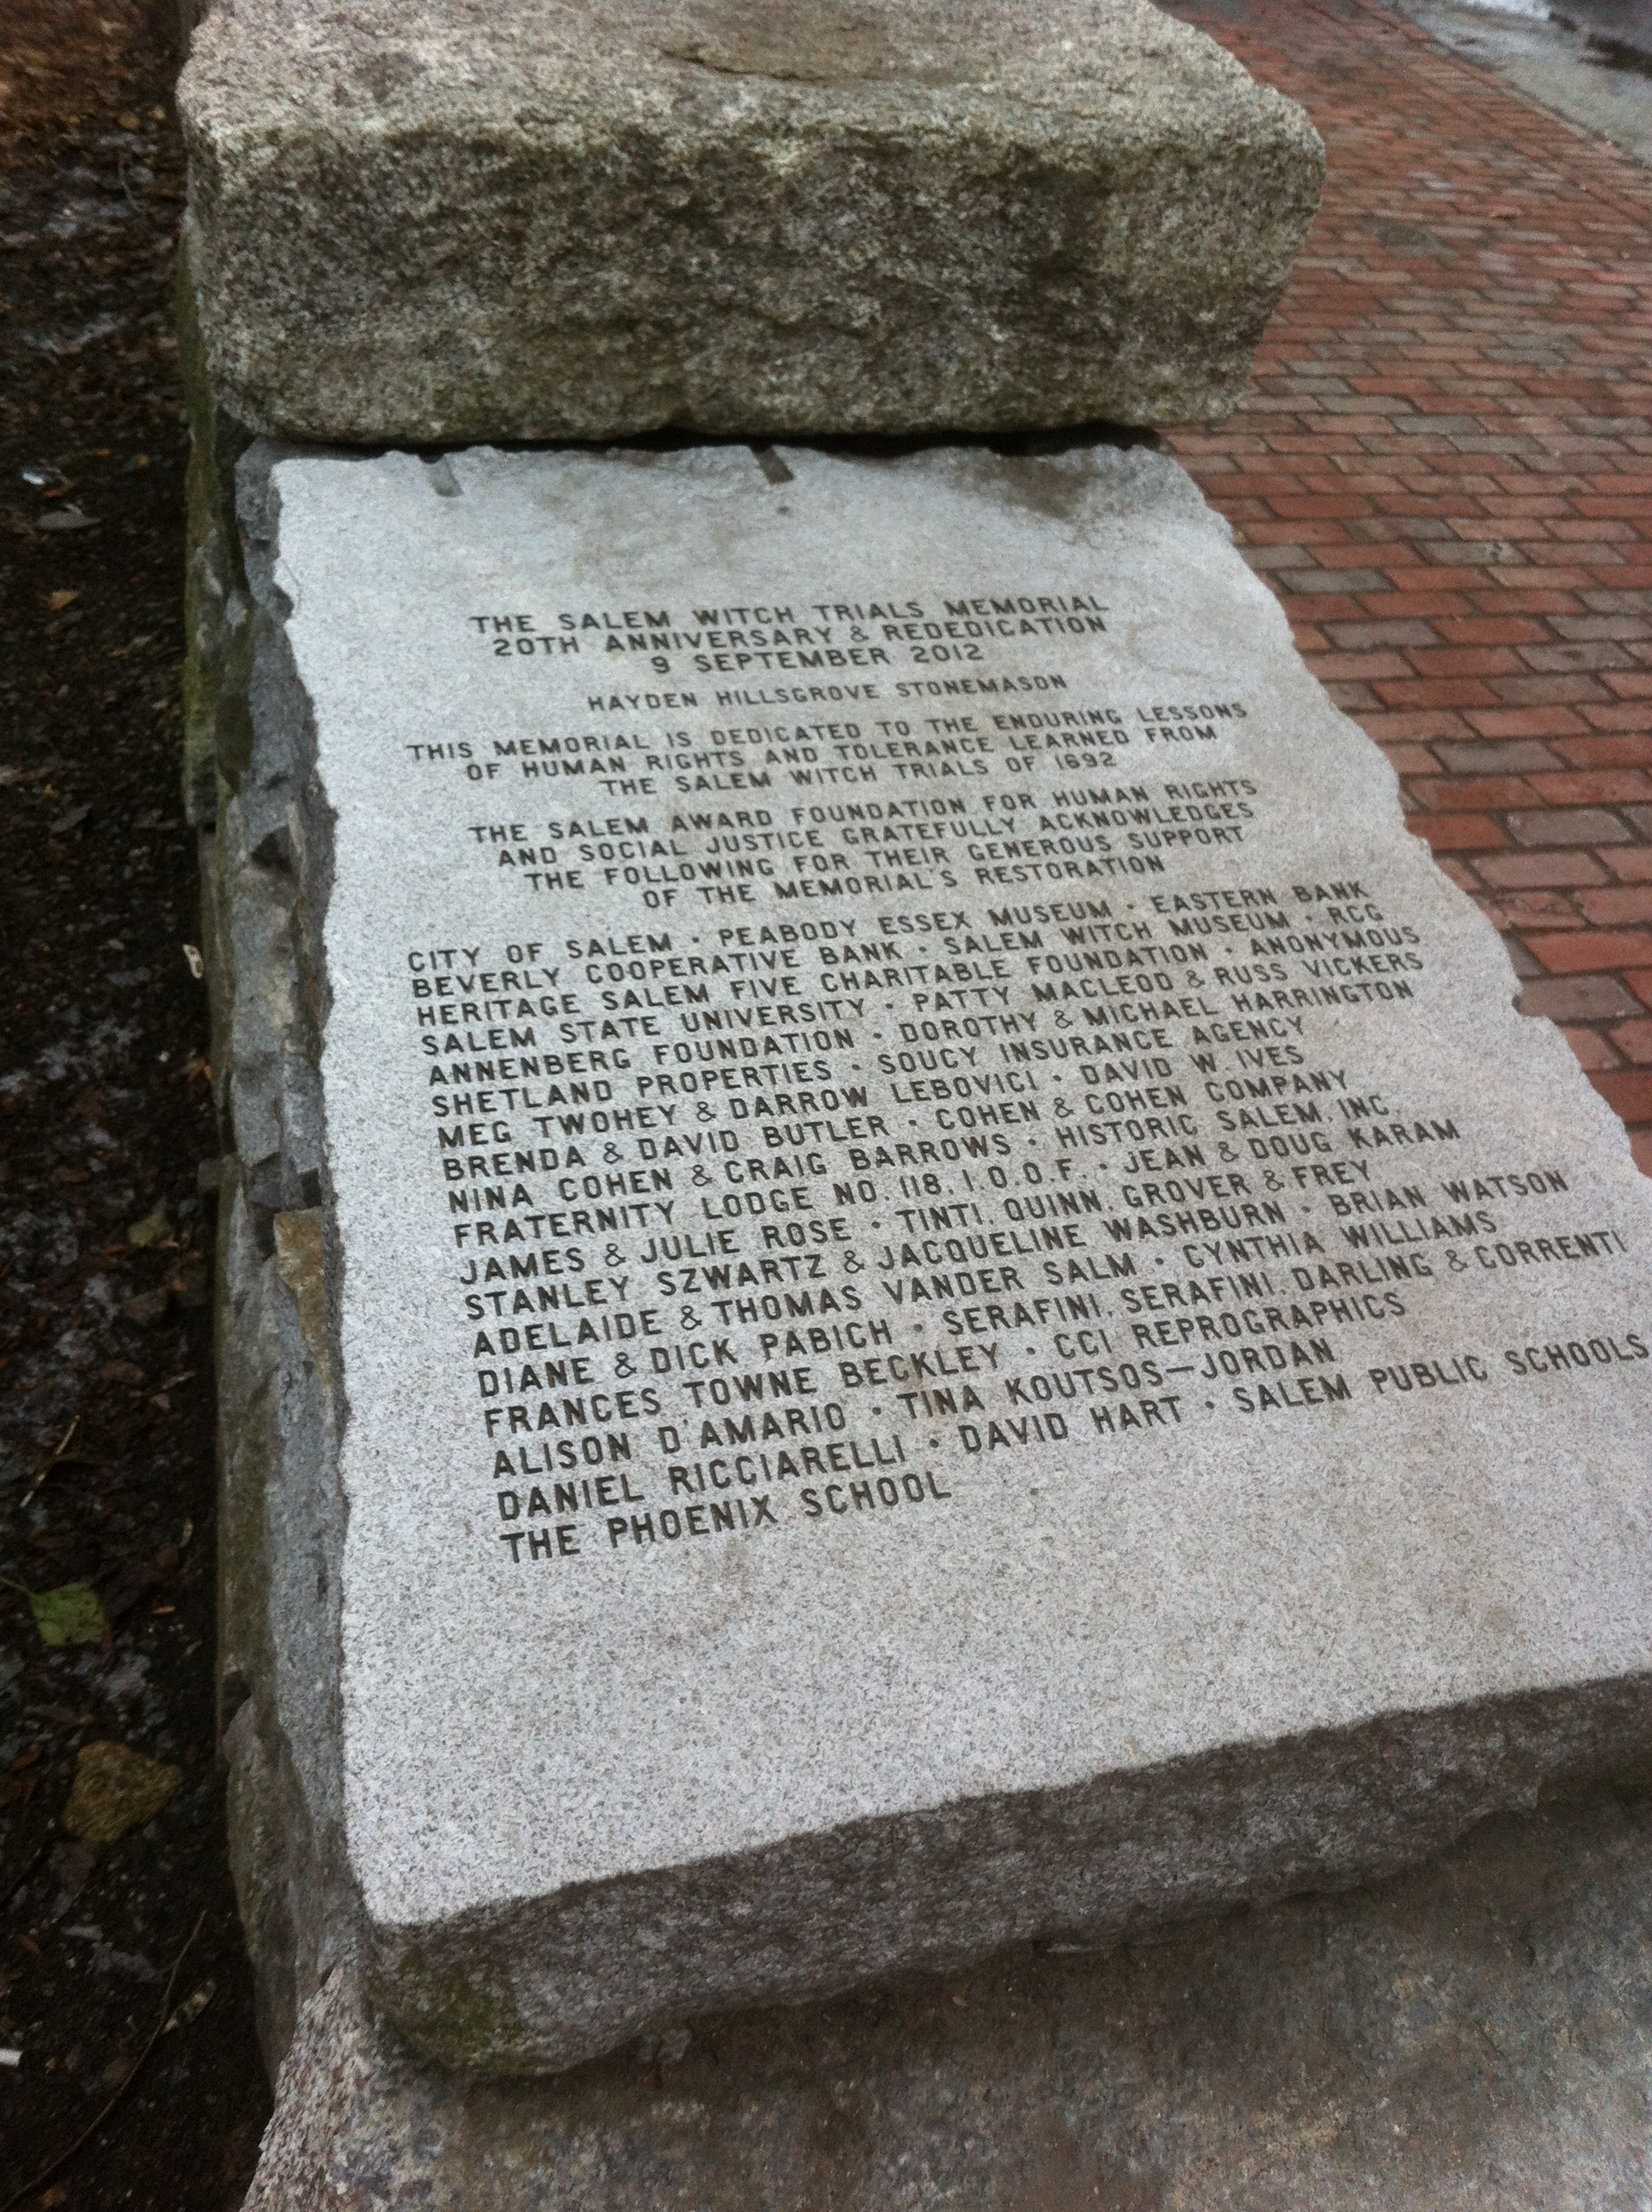 THE SALEM WITCH TRIALS MEMORIAL
20TH ANNIVERSARY & REDEDICATION
9 SEPTEMBER 2012
HAYDEN HILLSGROVE STONEMASON
THIS MEMORIAL IS DEDICATED TO THE ENDURING LESSONS
OF HUMAN RIGHTS AND TOLERANCE LEARNED FROM
THE SALEM WITCH TRIALS OF 1692
THE SALEM AWARD FOUNDATION FOR HUMAN RIGHTS
AND SOCIAL JUSTICE GRATEFULLY ACKNOWLEDGES
THE FOLLOWING FOR THEIR GENEROUS SUPPORT
OF THE MEMORIAL'S RESTORATION
CITY OF SALEM · PEABODY ESSEX MUSEUM · EASTERN BANK
BEVERLY COOPERATIVE BANK · SALEM WITCH MUSEUM · RCG
HERITAGE SALEM FIVE CHARITABLE FOUNDATION · ANONYMOUS
SALEM STATE UNIVERSITY · PATTY MACLEOD & RUSS VICKERS
ANNENBERG FOUNDATION · DOROTHY & MICHAEL HARRINGTON
SHETLAND PROPERTIES · SOUCY INSURANCE AGENCY
MEG TWOHEY & DARROW LEBOVICI · DAVID W. IVES
BRENDA & DAVID BUTLER · COHEN & COHEN COMPANY
NINA COHEN & CRAIG BARROWS · HISTORIC SALEM, INC.
FRATERNITY LODGE NO. 118, I.O.O.F. · JEAN & DOUG KARAM
JAMES & JULIE ROSE · TINTI, QUINN, GROVER & FREY
STANLEY SZWARTZ & JACQUELINE WASHBURN · BRIAN WATSON
ADELAIDE & THOMAS VANDER SALM · CYNTHIA WILLIAMS
DIANE & DICK PABICH · SERAFINI, SERAFINI, DARLING & CORRENTI
FRANCES TOWNE BECKLEY · CCI REPROGRAPHICS
ALISON D'AMARIO · TINA KOUTSOS-JORDAN
DANIEL RICCIARELLI · DAVID HART · SALEM PUBLIC SCHOOLS
THE PHOENIX SCHOOL